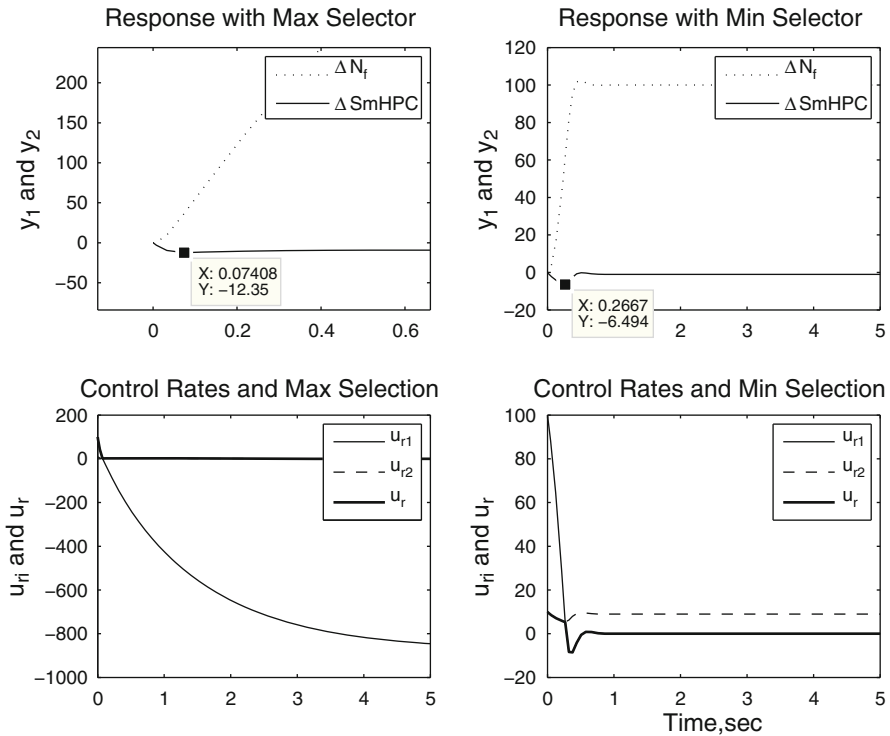 Response with Max Selector
y1 and y2
200
150
100
50
0
−50
0
0.2
0.4
0.6
Δ Nf
Δ SmHPC
X: 0.07408
Y: −12.35
Response with Min Selector
y1 and y2
120
100
80
60
40
20
0
−20
0
2
3
4
5
Δ Nf
Δ SmHPC
X: 0.2667
Y: −6.494
Control Rates and Max Selection
uri and ur
200
0
−200
−400
−600
−800
−1000
0
1
2
3
4
5
ur1
ur2
ur
Control Rates and Min Selection
uri and ur
100
80
60
40
20
0
−20
0
1
2
3
4
5
ur1
ur2
ur
Time,sec